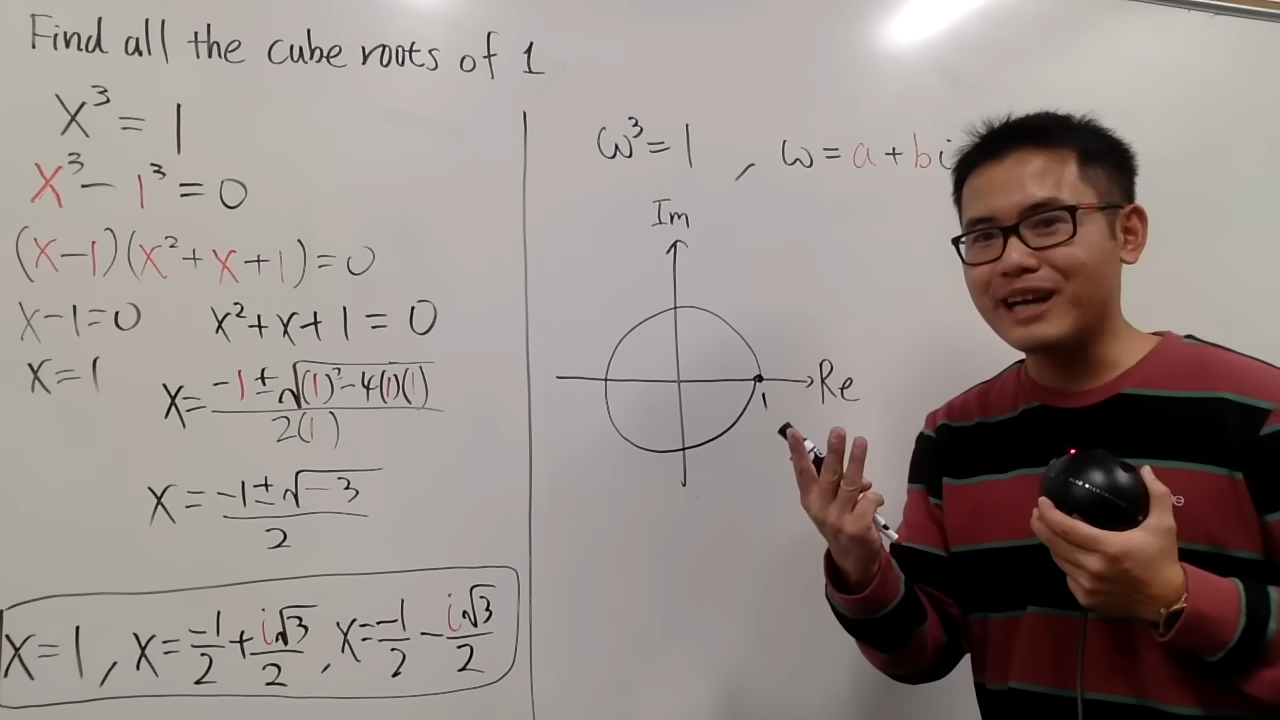 Find all the cube roots of 1
x³ = 1
x³ - 1³ = 0
(x-1)(x²+x+1)=0
x-1=0 x²+x+1=0
x=1 x= (-1±√((1)²-4(1)(1)))/(2(1))
x= (-1±√-3)/2
x=1, x= -1/2 + i√3/2, x= -1/2 - i√3/2
ω³=1, ω=a+bi
Im
Re
1